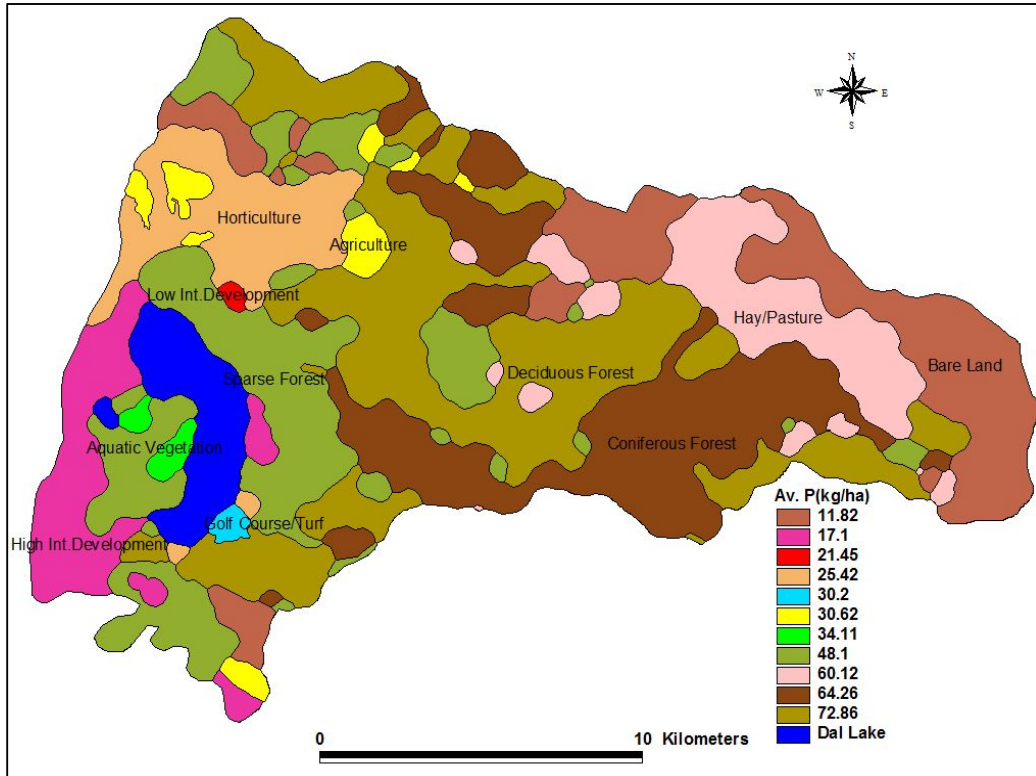 N
W E
S
Horticulture
Agriculture
Low Int.Development
Hay/Pasture
Bare Land
Deciduous Forest
Sparse Forest
Coniferous Forest
Aquatic Vegetation
Golf Course/Turf
High Int.Development
Av. P(kg/ha)
11.82
17.1
21.45
25.42
30.2
30.62
34.11
48.1
60.12
64.26
72.86
Dal Lake
0 10 Kilometers